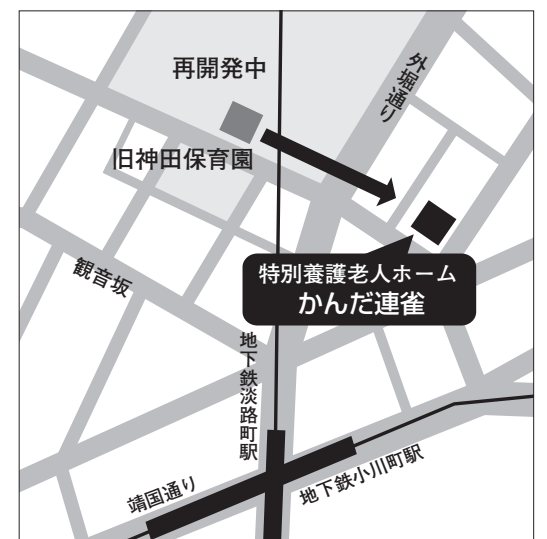 再開発中
外堀通り
旧神田保育園
特別養護老人ホーム
かんだ連雀
観音坂
地下鉄淡路町駅
地下鉄小川町駅
靖国通り